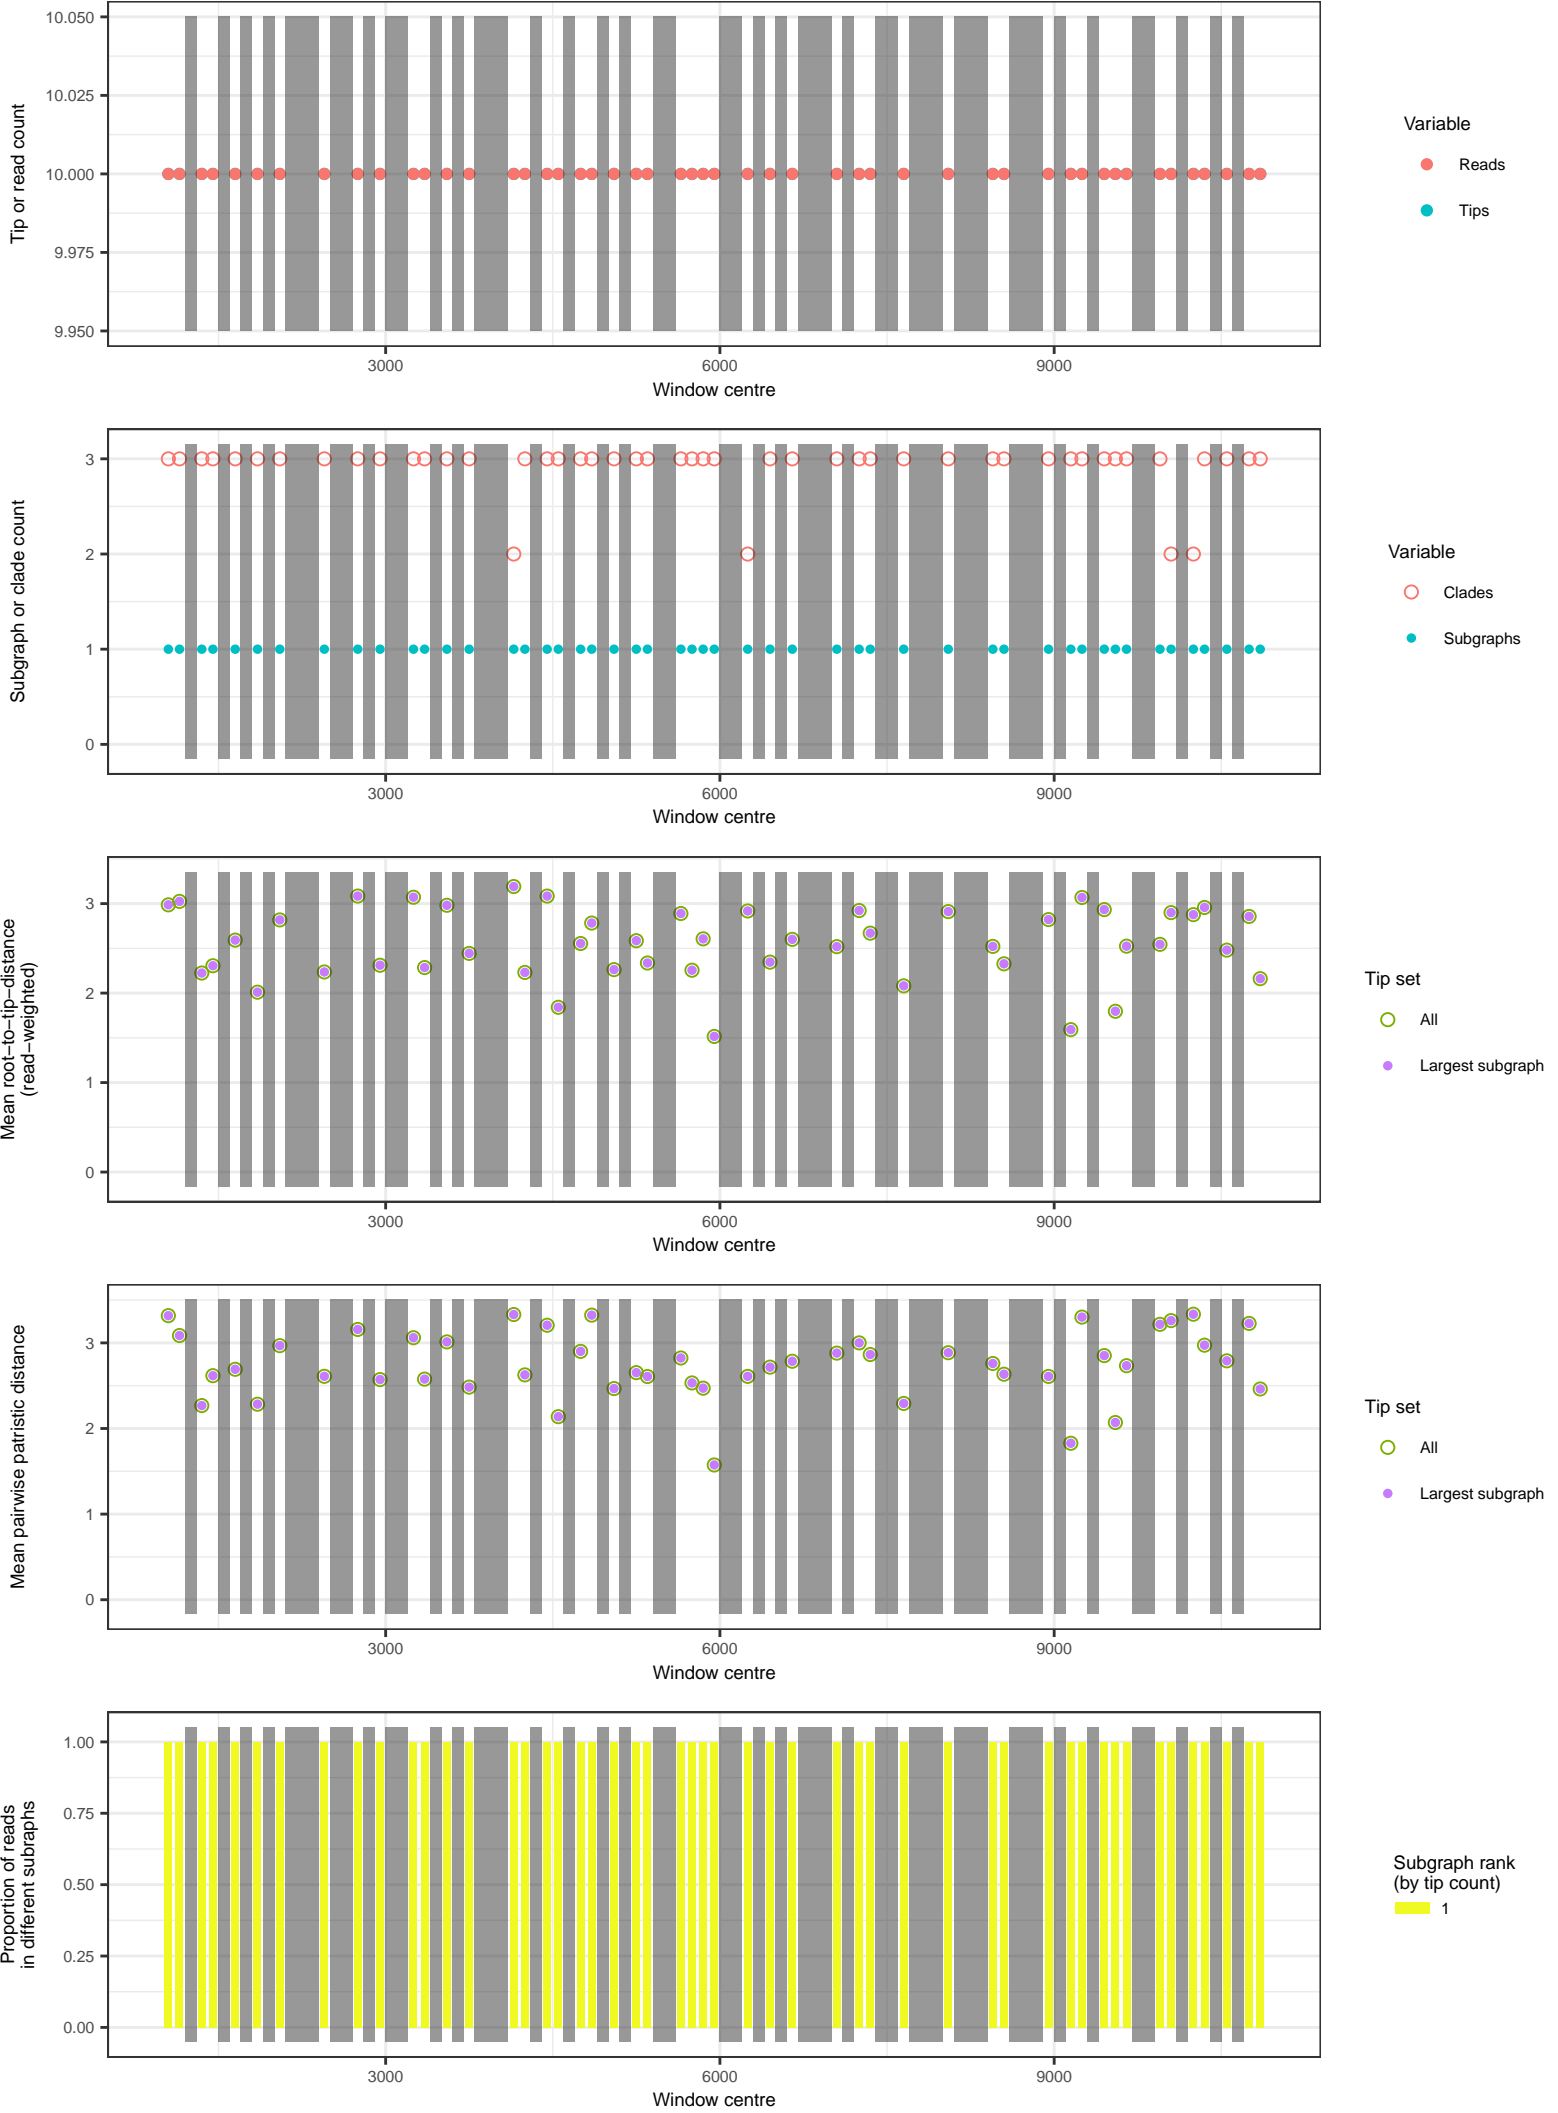 10.050
10.025
10.000
9.975
9.950
Tip or read count
3000
6000
9000
Window centre
Variable
Reads
Tips
3
2
1
0
Subgraph or clade count
3000
6000
9000
Window centre
Variable
Clades
Subgraphs
3
2
1
0
Mean root−to−tip−distance
(read−weighted)
3000
6000
9000
Window centre
Tip set
All
Largest subgraph
3
2
1
0
Mean pairwise patristic distance
3000
6000
9000
Window centre
Tip set
All
Largest subgraph
1.00
0.75
0.50
0.25
0.00
Proportion of reads
in different subraphs
3000
6000
9000
Window centre
Subgraph rank
(by tip count)
1